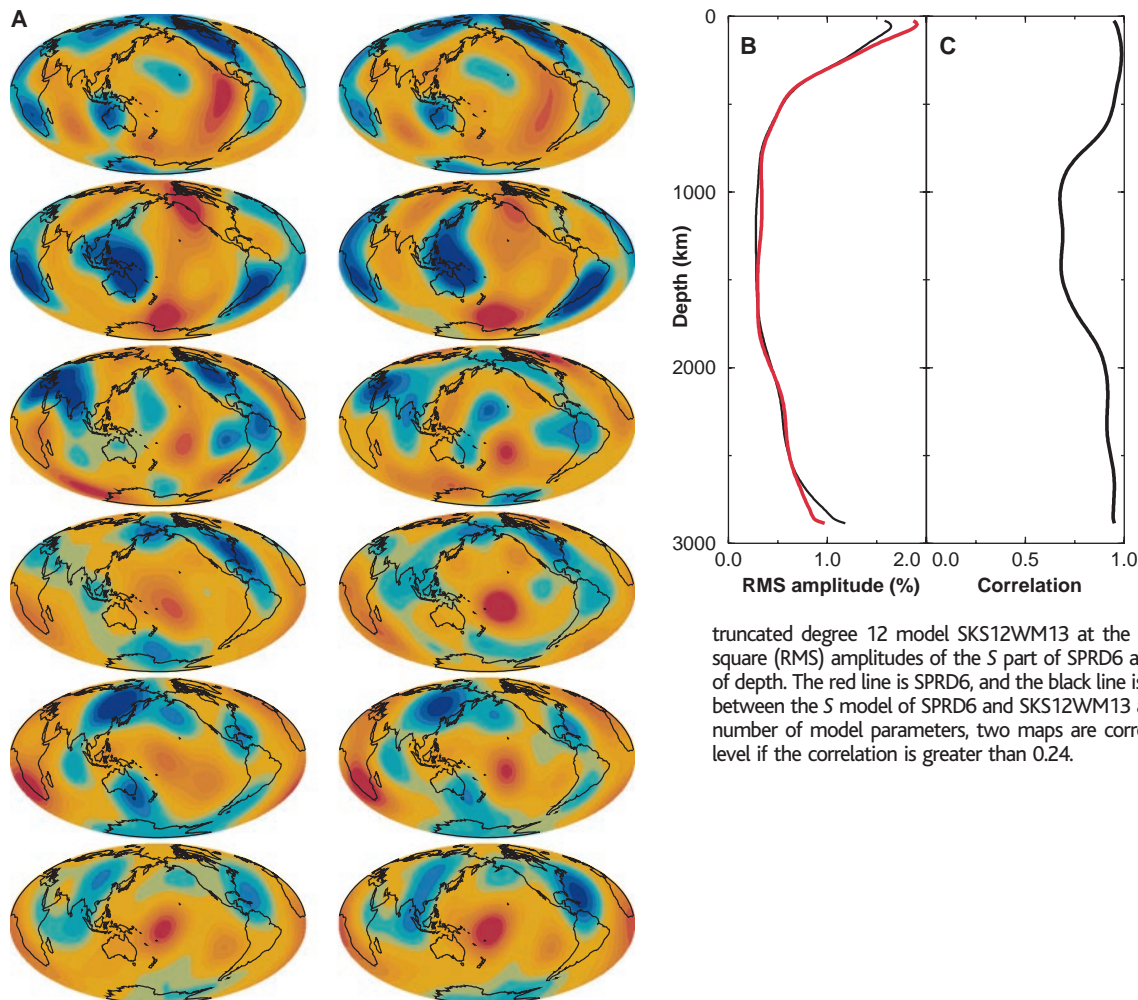 A
B
C
0
1000
2000
3000
Depth (km)
0.0 1.0 2.0
RMS amplitude (%)
0.0 0.5 1.0
Correlation
truncated degree 12 model SKS12WM13 at the
square (RMS) amplitudes of the S part of SPRD6 a
of depth. The red line is SPRD6, and the black line is
between the S model of SPRD6 and SKS12WM13 a
number of model parameters, two maps are corre
level if the correlation is greater than 0.24.